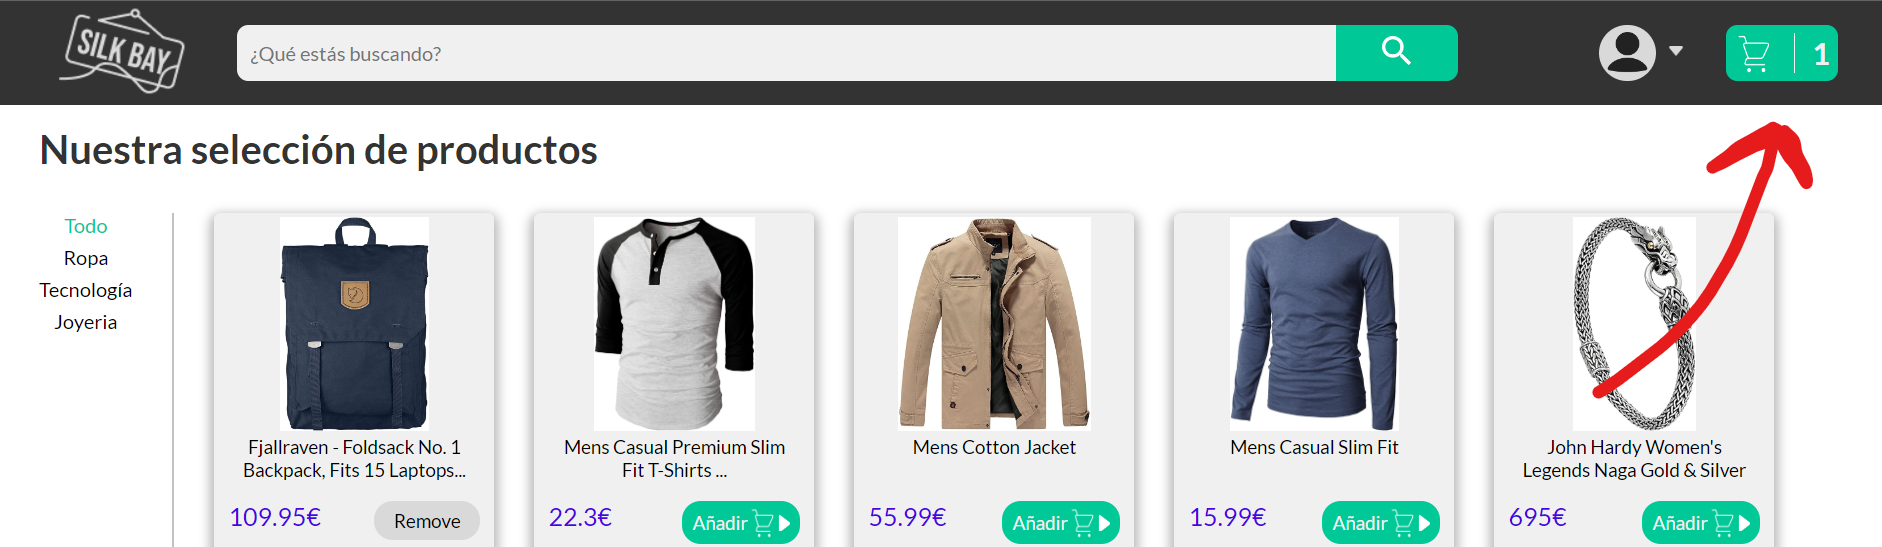 SILK BAY
¿Qué estás buscando?
1
Nuestra selección de productos
Todo
Ropa
Tecnología
Joyeria
Fjallraven - Foldsack No. 1
Backpack, Fits 15 Laptops...
109.95€
Remove
Mens Casual Premium Slim
Fit T-Shirts ...
22.3€
Añadir
Mens Cotton Jacket
55.99€
Añadir
Mens Casual Slim Fit
15.99€
Añadir
John Hardy Women's
Legends Naga Gold & Silver
695€
Añadir